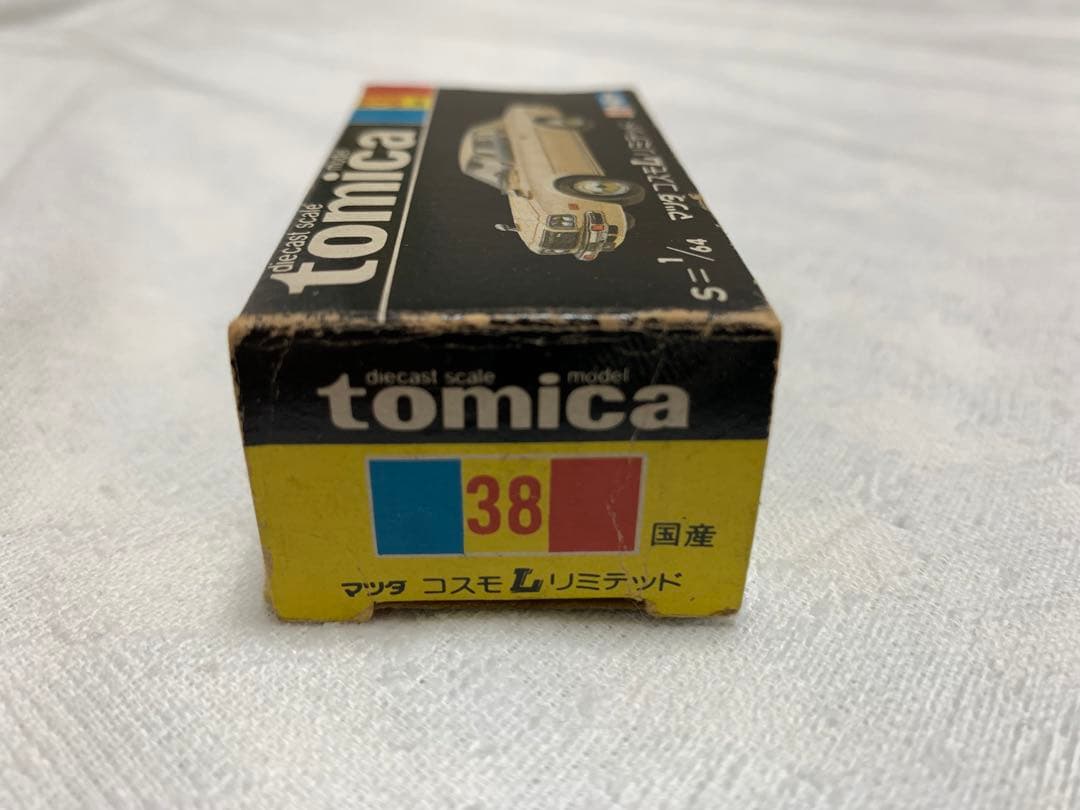 diecast scale model
tomica
S=1/64 マツダ コスモLリミテッド
diecast scale model
tomica
38
国産
マツダ コスモLリミテッド